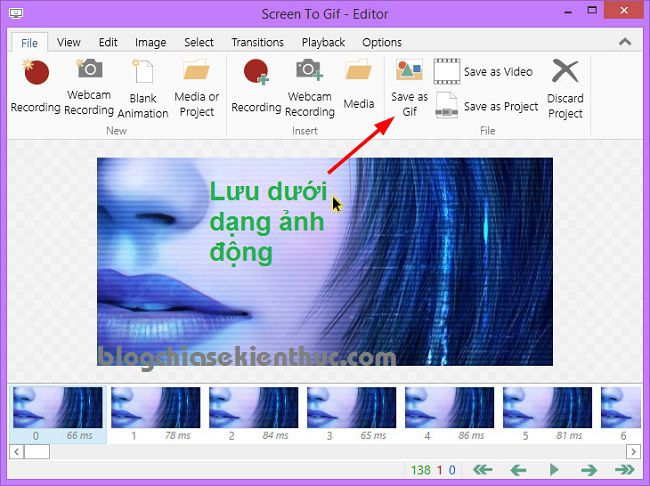 Screen To Gif - Editor
File View Edit Image Select Transitions Playback Options
Recording
Webcam
Recording
Blank
Animation
Media or
Project
New
Recording
Webcam
Recording
Media
Insert
Save as
Gif
Save as Video
Save as Project
Discard
Project
File
Lưu dưới
dạng ảnh
động
blogchiasekienthuc.com
0 66 ms 1 78 ms 2 84 ms 3 65 ms 4 86 ms 5 81 ms 6
138 1 0